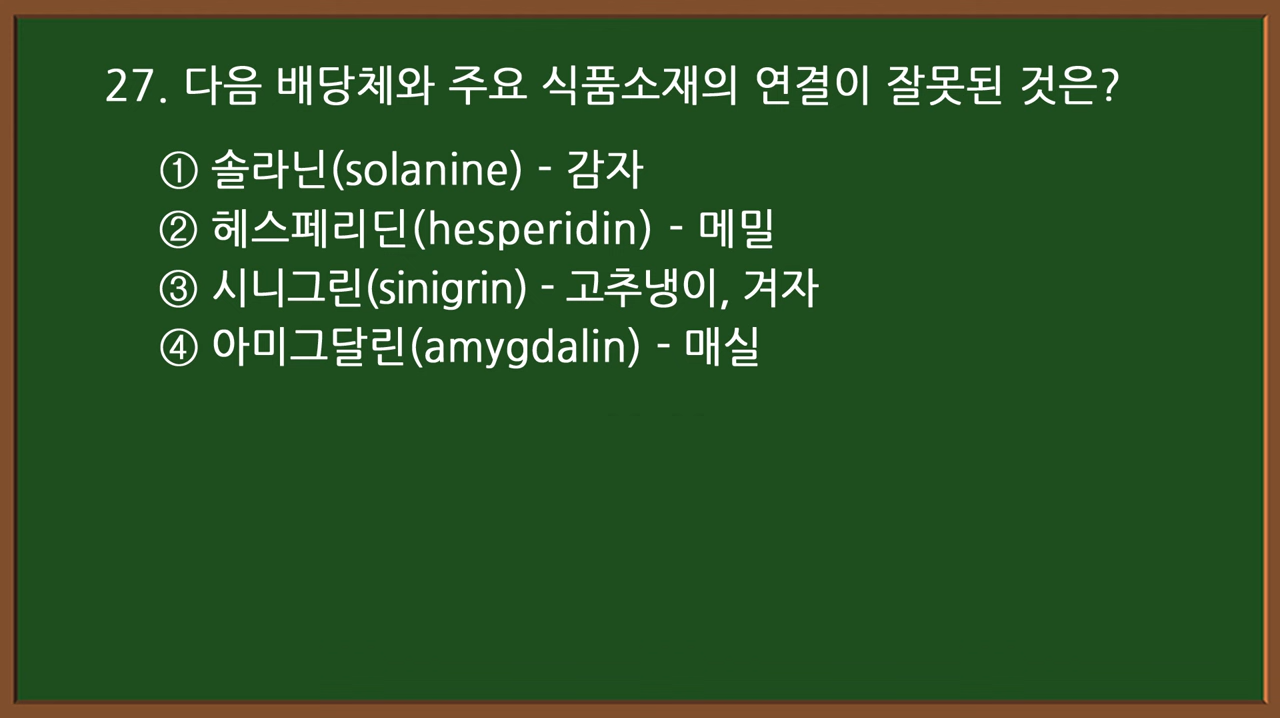 27. 다음 배당체와 주요 식품소재의 연결이 잘못된 것은?
① 솔라닌(solanine) - 감자
② 헤스페리딘(hesperidin) - 메밀
③ 시니그린(sinigrin) - 고추냉이, 겨자
④ 아미그달린(amygdalin) - 매실